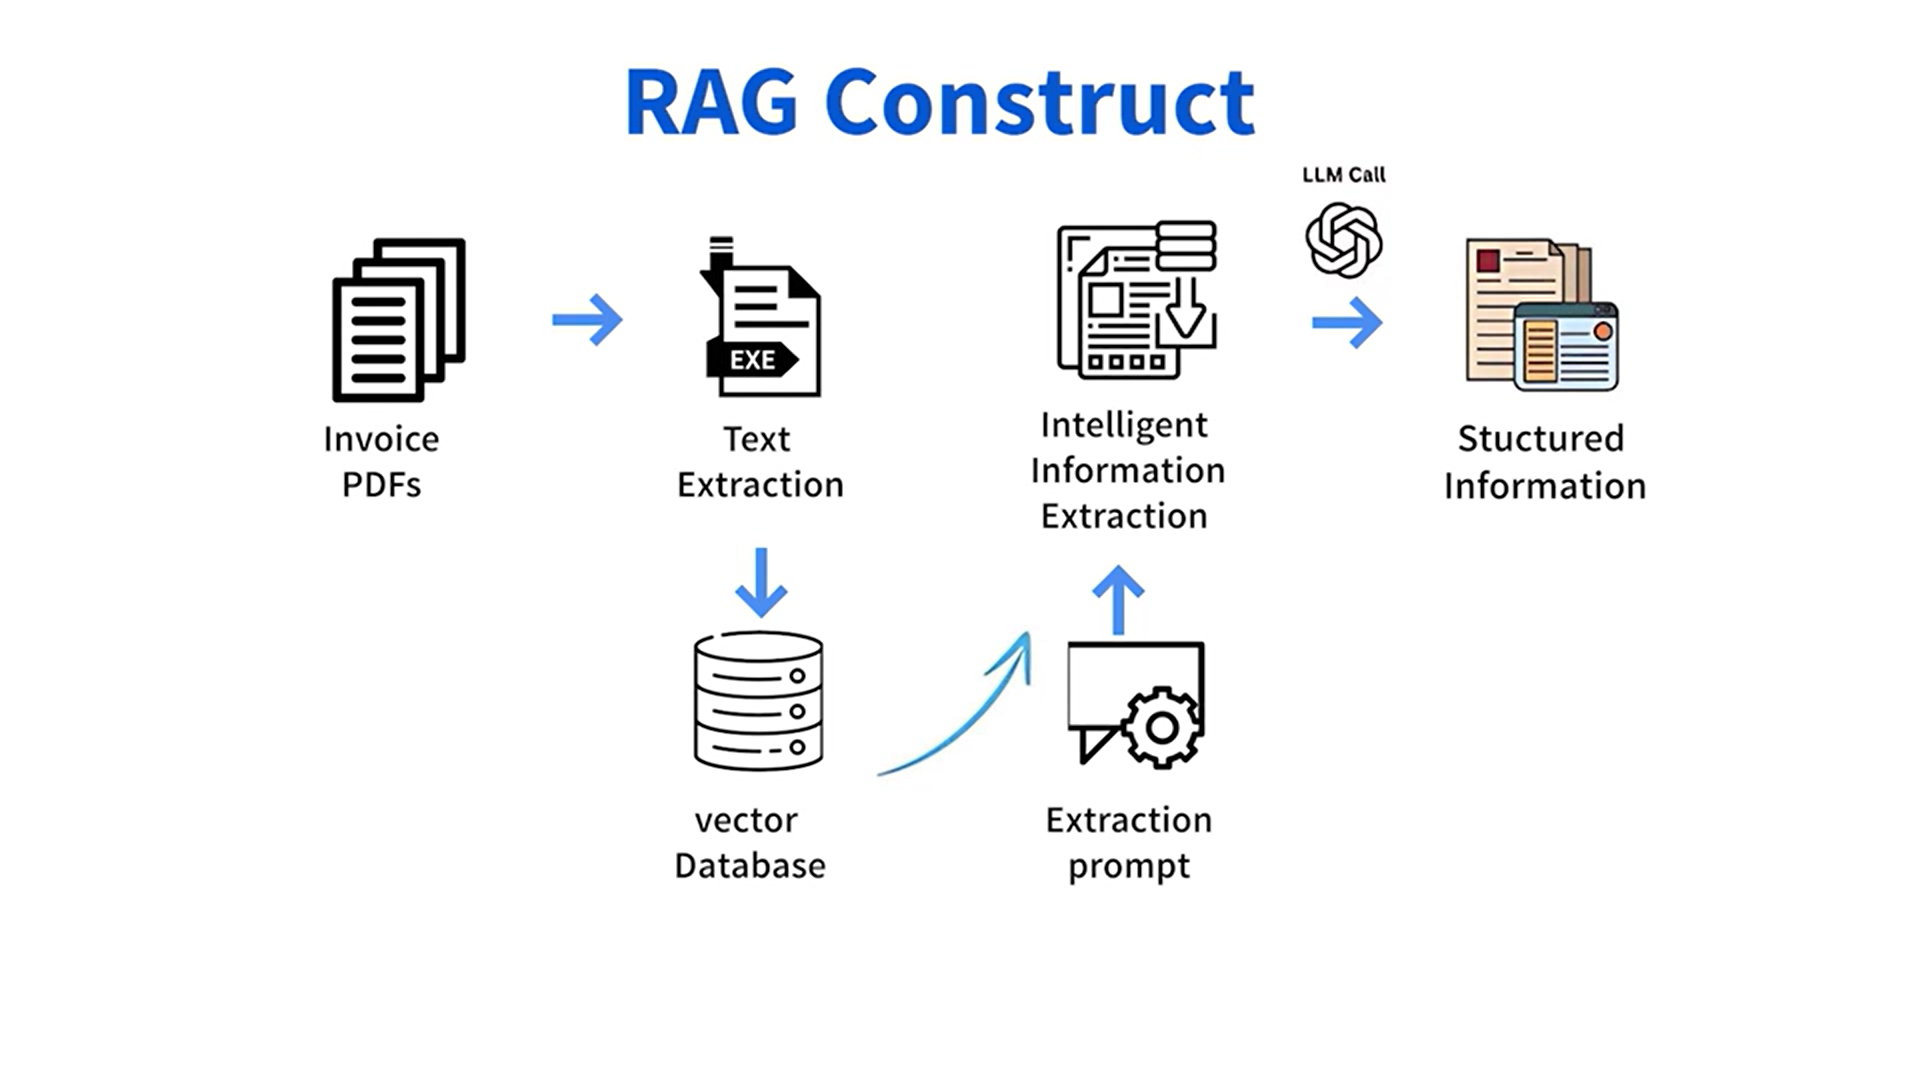 RAG Construct
LLM Call
EXE
Invoice
PDFs
Text
Extraction
Intelligent
Information
Extraction
Stuctured
Information
vector
Database
Extraction
prompt